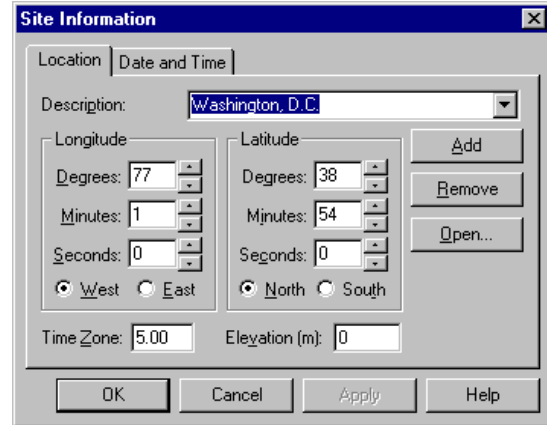 Site Information
Location Date and Time
Description: Washington, D.C.
Longitude Latitude Add
Degrees: 77 Degrees: 38
Remove
Minutes: 1 Minutes: 54
Open...
Seconds: 0 Seconds: 0
West East North South
Time Zone: 5.00 Elevation (m): 0
OK Cancel Apply Help